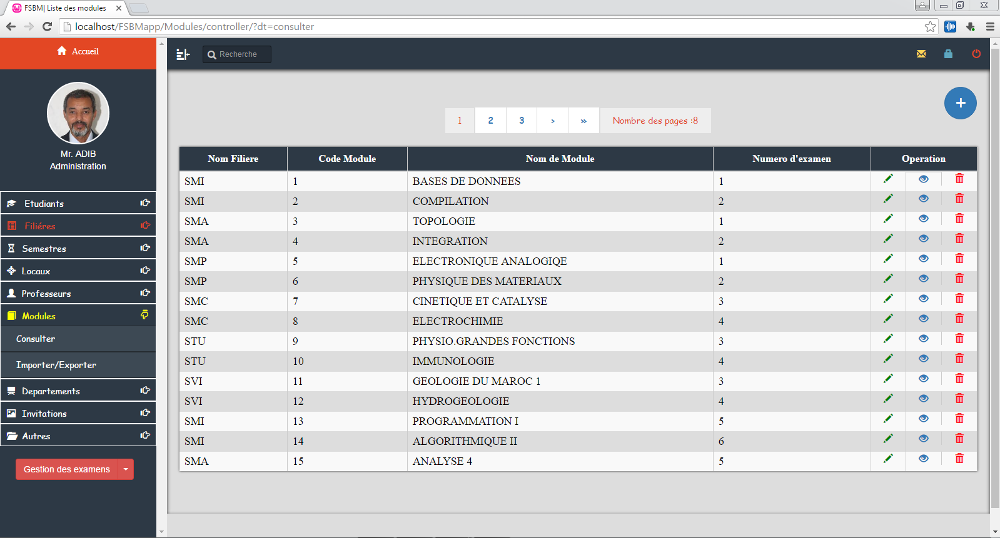 FSBM| Liste des modules
localhost/FSBMapp/Modules/controller/?dt=consulter
Accueil
Recherche
Mr. ADIB
Administration
Etudiants
Filiéres
Semestres
Locaux
Professeurs
Modules
Consulter
Importer/Exporter
Departements
Invitations
Autres
Gestion des examens
1 2 3 > » Nombre des pages :8
Nom Filiere Code Module Nom de Module Numero d'examen Operation
SMI 1 BASES DE DONNEES 1
SMI 2 COMPILATION 2
SMA 3 TOPOLOGIE 1
SMA 4 INTEGRATION 2
SMP 5 ELECTRONIQUE ANALOGIQE 1
SMP 6 PHYSIQUE DES MATERIAUX 2
SMC 7 CINETIQUE ET CATALYSE 3
SMC 8 ELECTROCHIMIE 4
STU 9 PHYSIO.GRANDES FONCTIONS 3
STU 10 IMMUNOLOGIE 4
SVI 11 GEOLOGIE DU MAROC 1 3
SVI 12 HYDROGEOLOGIE 4
SMI 13 PROGRAMMATION I 5
SMI 14 ALGORITHMIQUE II 6
SMA 15 ANALYSE 4 5